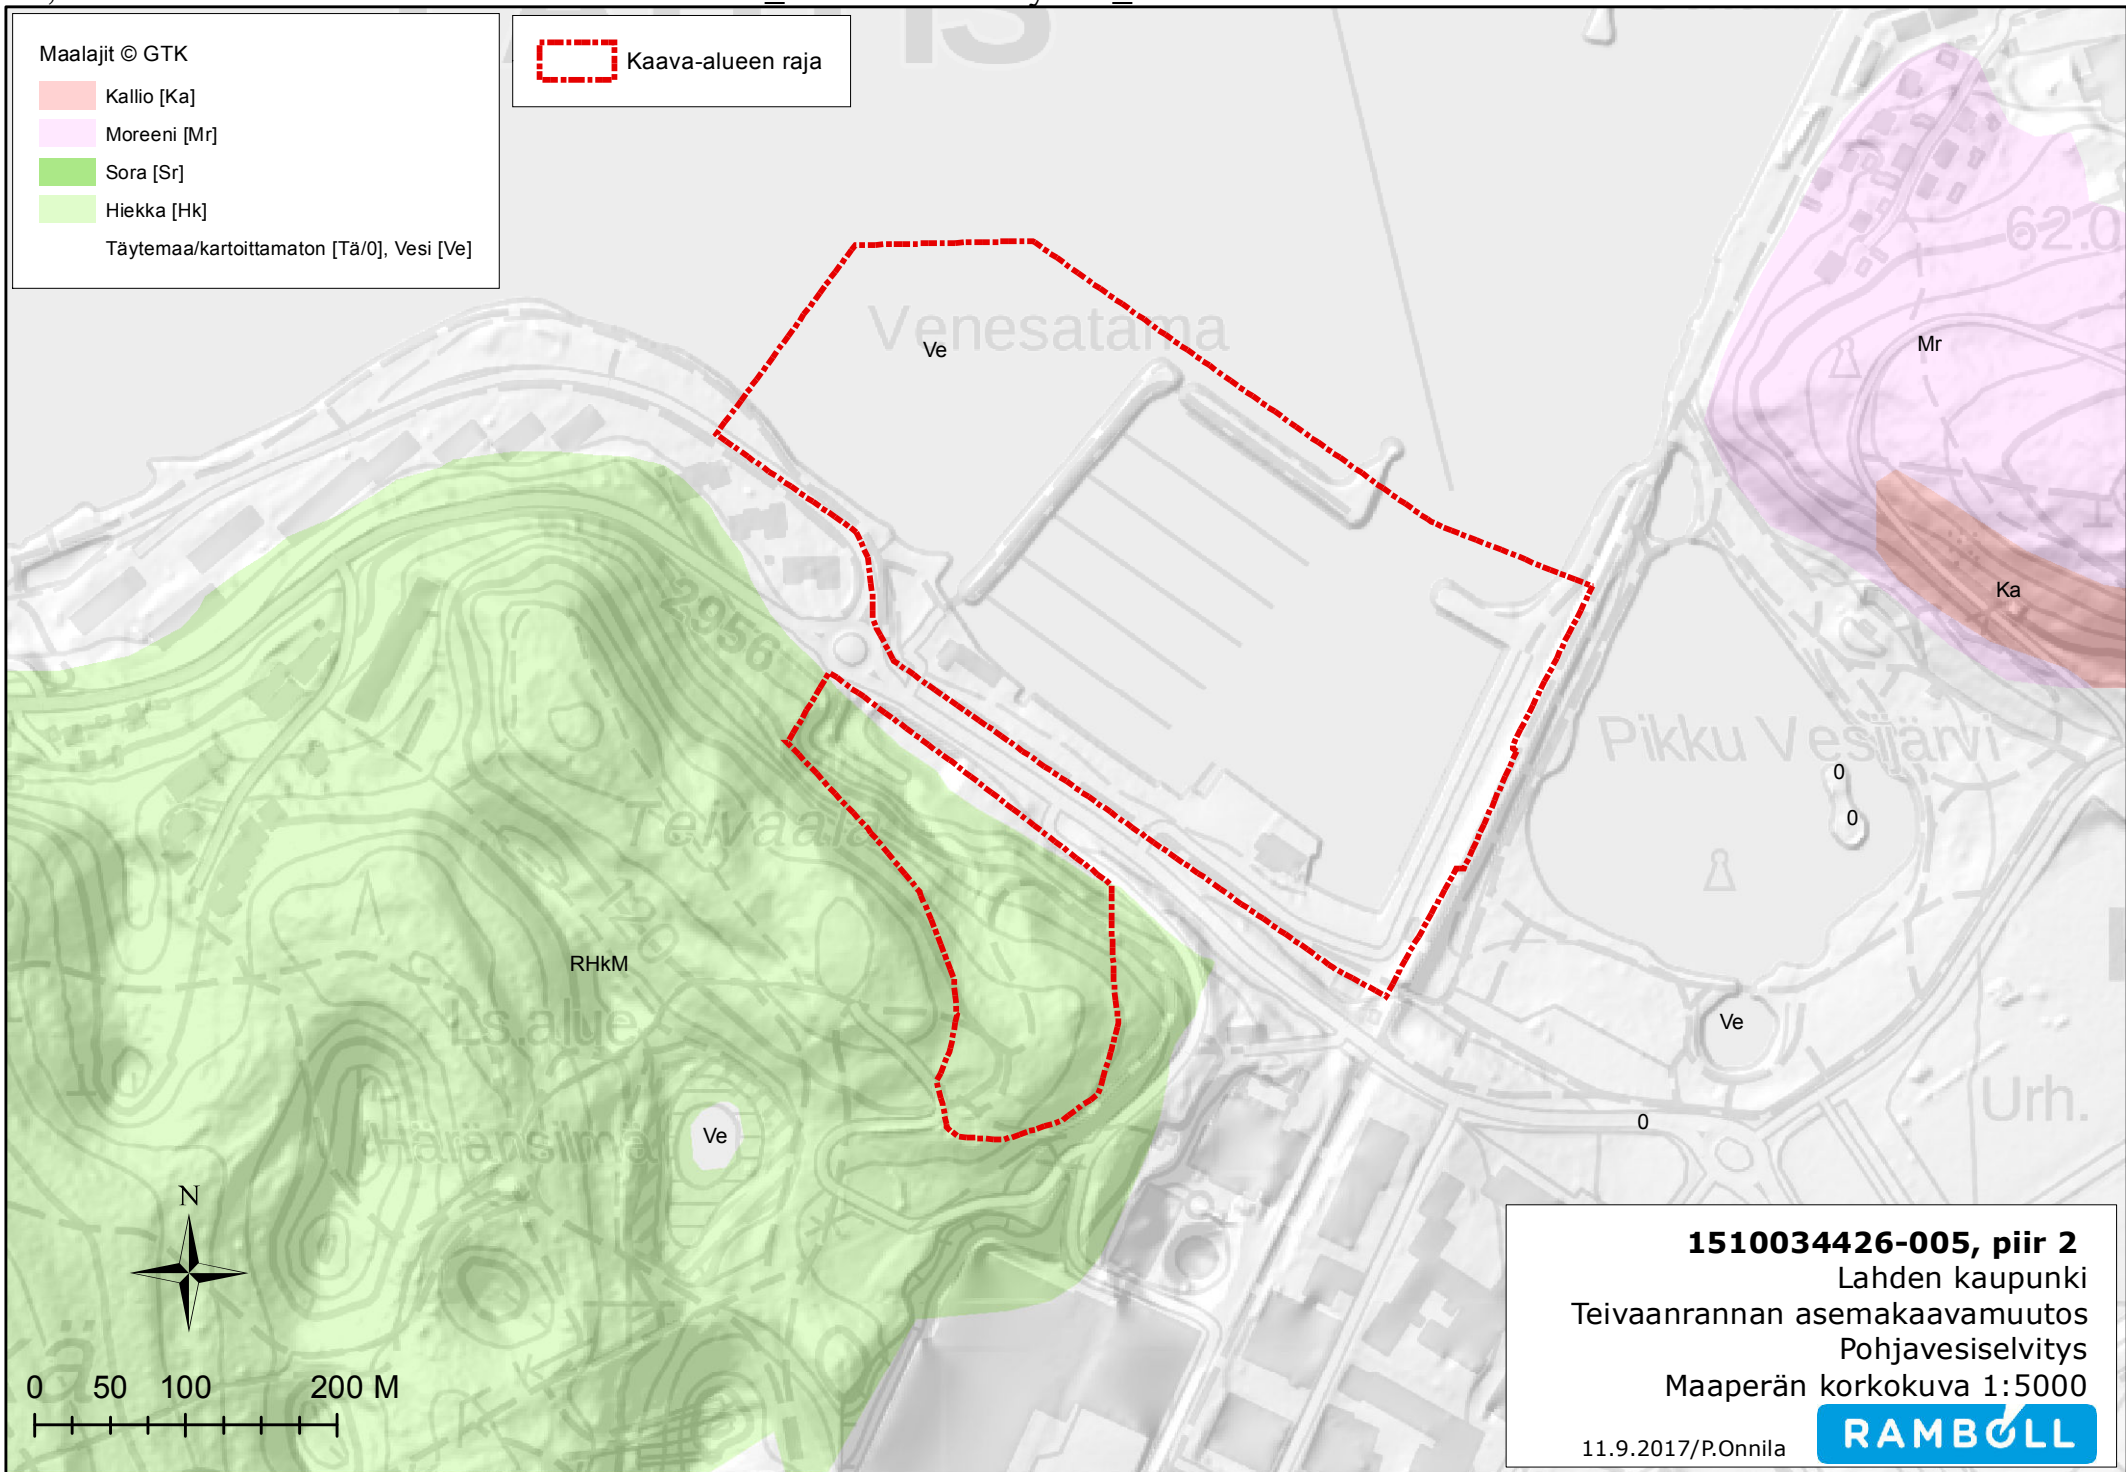 Maalajit © GTK
Kallio [Ka]
Moreeni [Mr]
Sora [Sr]
Hiekka [Hk]
Täytemaa/kartoittamaton [Tä/0], Vesi [Ve]
Kaava-alueen raja
62.0
Venesatama
Ve
Mr
Ka
2956
Pikku Vesijärvi
0
0
Teivaala
120
RHkM
Ls.alue
Ve
Urh.
Häränsilmä
Ve
0
N
0 50 100 200 M
1510034426-005, piir 2
Lahden kaupunki
Teivaanrannan asemakaavamuutos
Pohjavesiselvitys
Maaperän korkokuva 1:5000
11.9.2017/P.Onnila
RAMBOLL